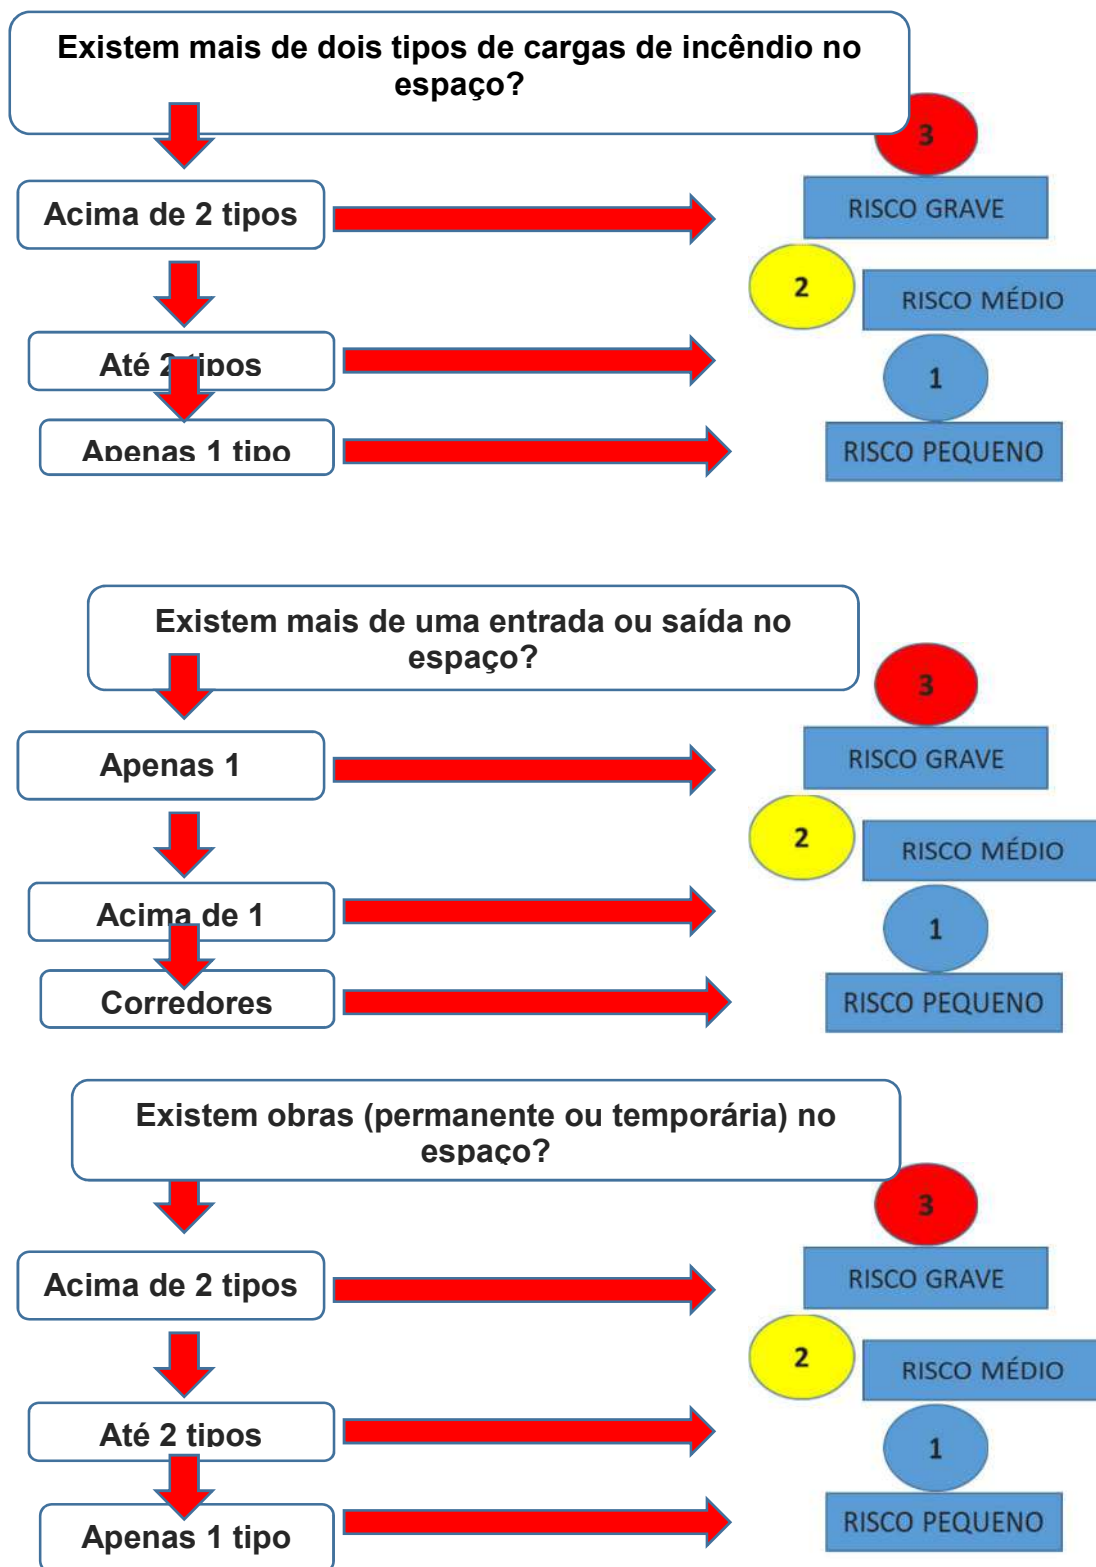 Existem mais de dois tipos de cargas de incêndio no
espaço?
3
Acima de 2 tipos
RISCO GRAVE
2
RISCO MÉDIO
Até 2 tipos
1
Apenas 1 tipo
RISCO PEQUENO
Existem mais de uma entrada ou saída no
espaço?
3
Apenas 1
RISCO GRAVE
2
RISCO MÉDIO
Acima de 1
1
Corredores
RISCO PEQUENO
Existem obras (permanente ou temporária) no
espaço?
3
Acima de 2 tipos
RISCO GRAVE
2
RISCO MÉDIO
Até 2 tipos
1
Apenas 1 tipo
RISCO PEQUENO